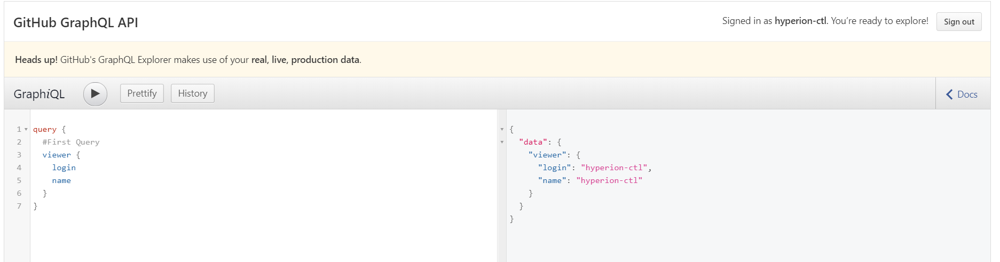 GitHub GraphQL API
Signed in as hyperion-ctl. You’re ready to explore!
Sign out
Heads up! GitHub's GraphQL Explorer makes use of your real, live, production data.
GraphiQL
Prettify
History
Docs
1 query {
2 #First Query
3 viewer {
4 login
5 name
6 }
7 }
{
"data": {
"viewer": {
"login": "hyperion-ctl",
"name": "hyperion-ctl"
}
}
}